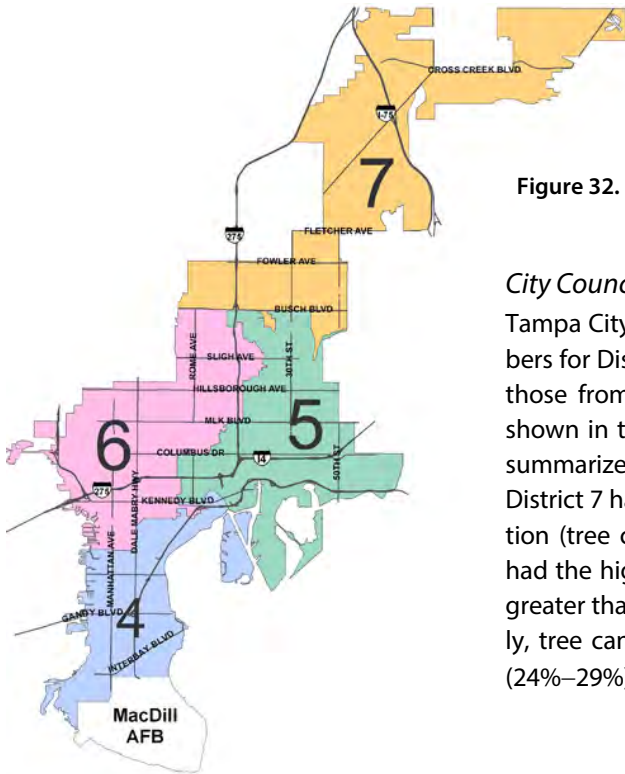 CROSS CREEK BLVD
I-75
7
Figure 32.
FLETCHER AVE
275
FOWLER AVE
BUSCH BLVD
City Counc
Tampa City
bers for Dis
those from
shown in t
summarize
District 7 ha
tion (tree c
had the hig
greater tha
ly, tree can
(24%–29%)
ROME AVE
SLIGH AVE
30TH ST
HILLSBOROUGH AVE
MLK BLVD
5
6
COLUMBUS DR
14
50TH ST
275
KENNEDY BLVD
DALE MABRY HWY
MANHATTAN AVE
GANDY BLVD
4
INTERBAY BLVD
MacDill
AFB